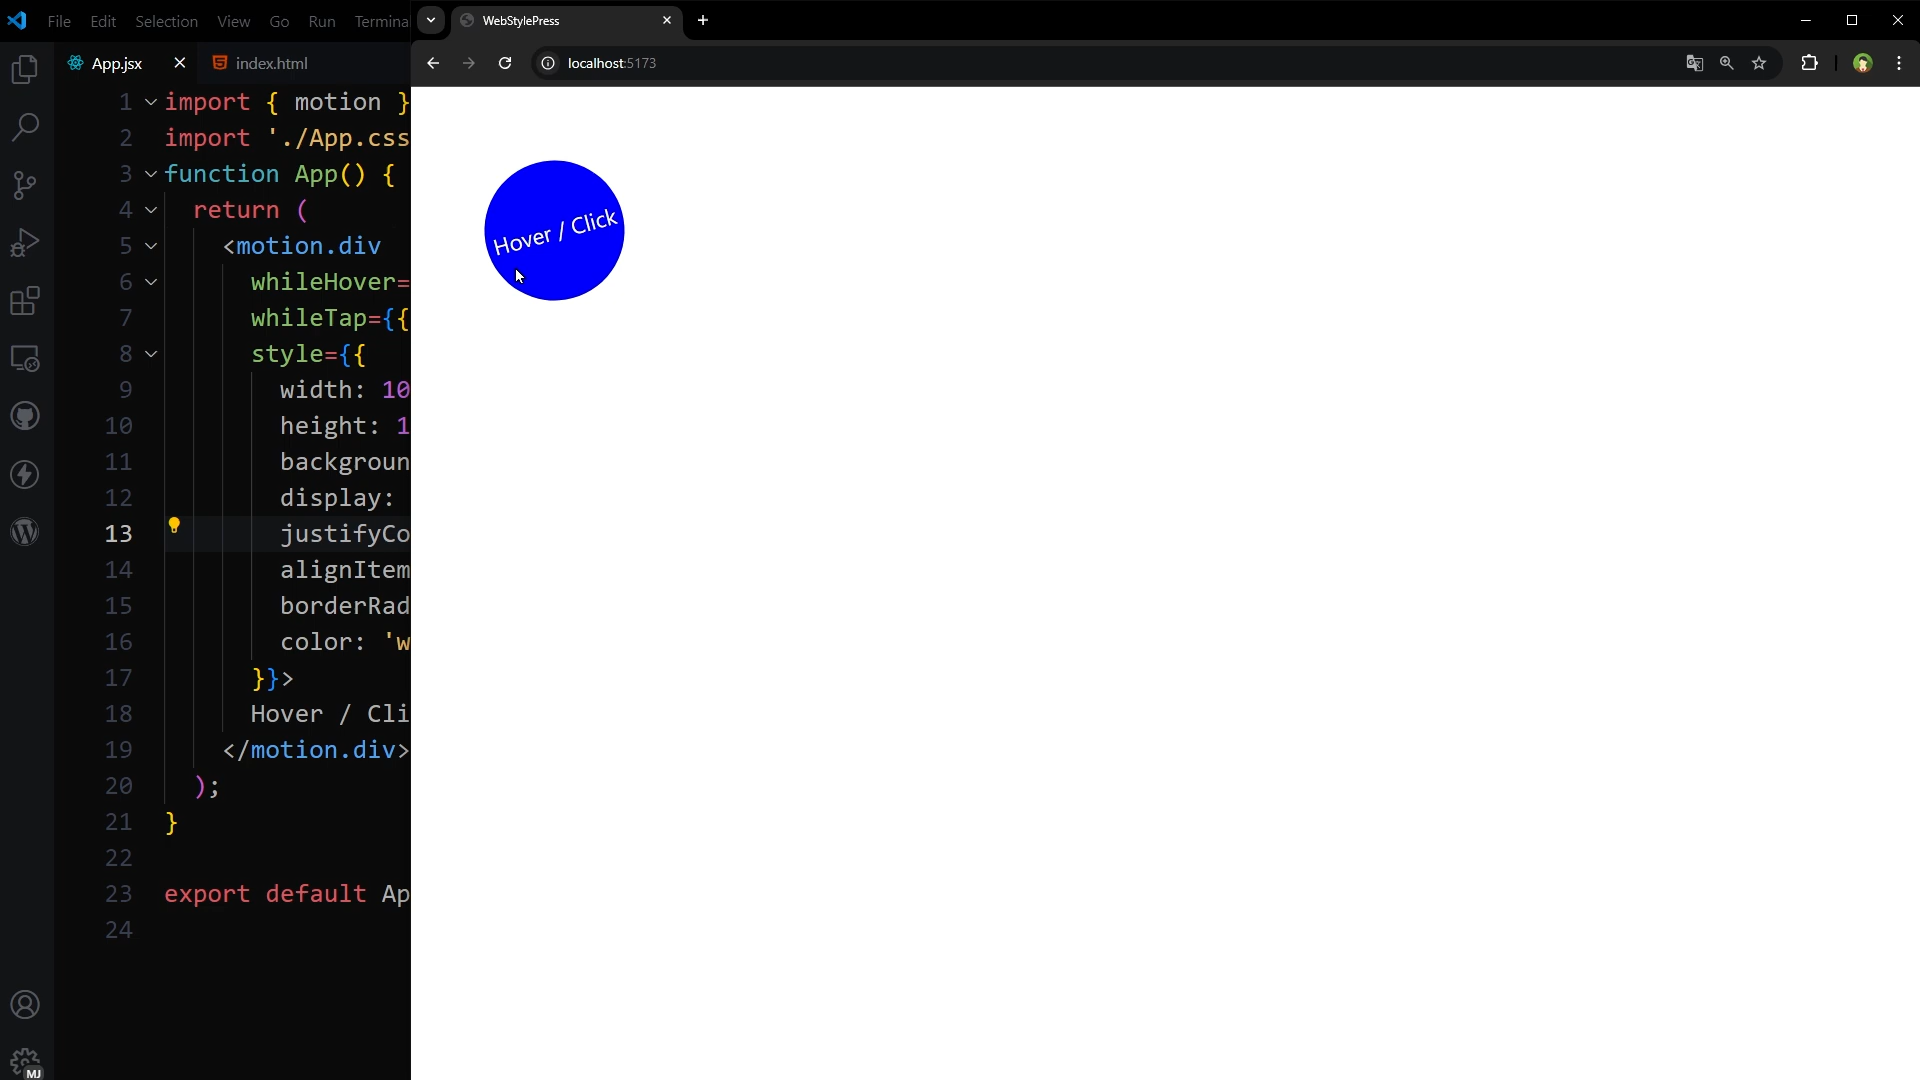 File Edit Selection View Go Run Termina
WebStylePress
App.jsx
index.html
localhost:5173
1 import { motion }
2 import './App.css
3 function App() {
4 return (
5 <motion.div
6 whileHover=
7 whileTap={{
8 style={{
9 width: 10
10 height: 1
11 backgroun
12 display:
13 justifyCo
14 alignItem
15 borderRad
16 color: 'w
17 }}>
18 Hover / Cli
19 </motion.div>
20 );
21 }
22
23 export default Ap
24
Hover / Click
MJ